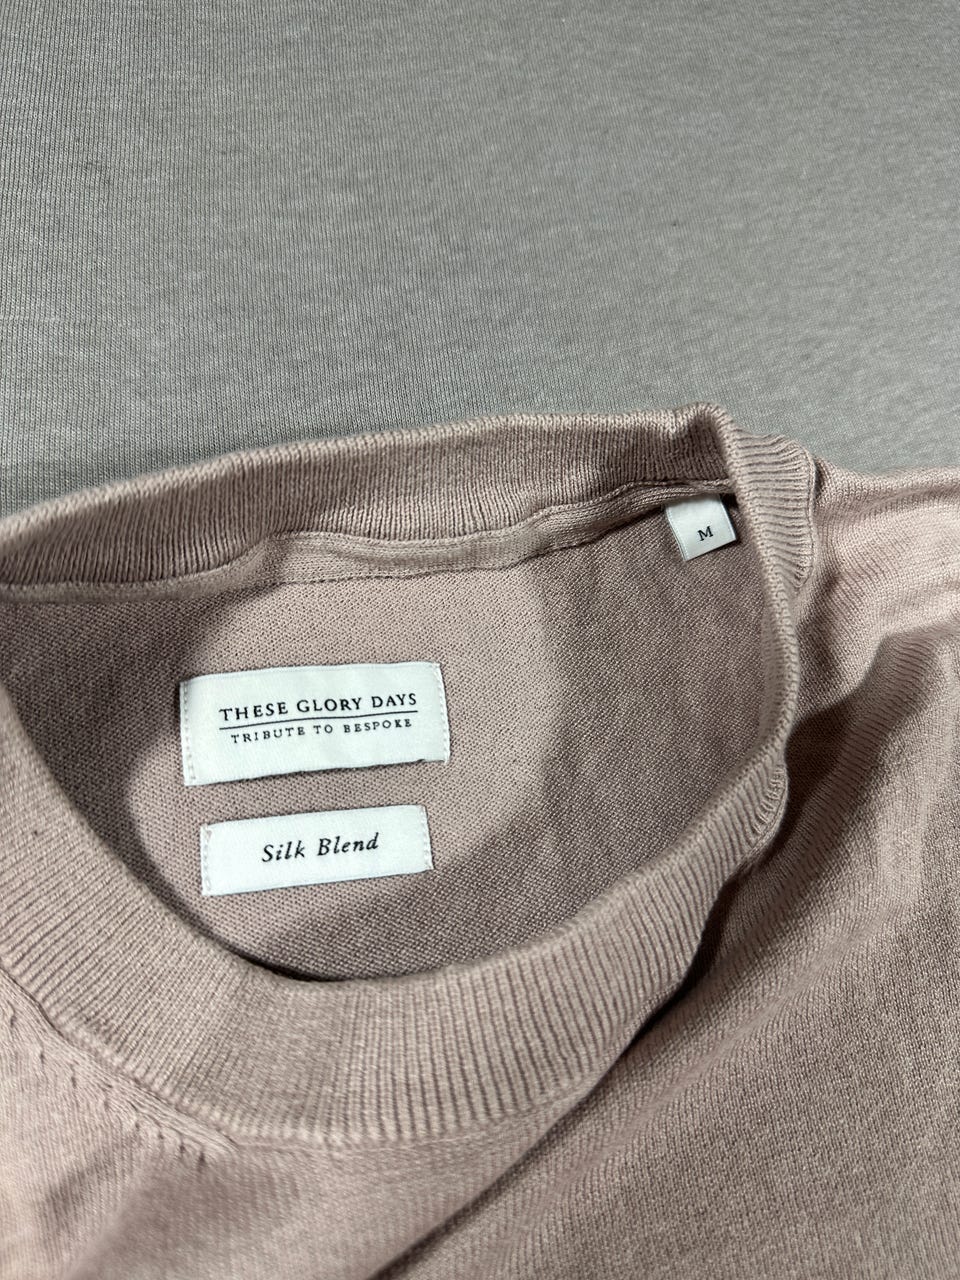 M
THESE GLORY DAYS
TRIBUTE TO BESPOKE
Silk Blend